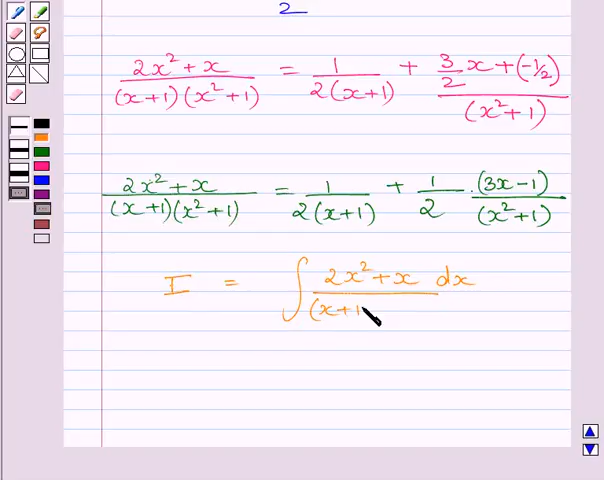 2
2x² + x / (x+1)(x²+1) = 1 / 2(x+1) + 3/2 x + (-1/2) / (x²+1)
2x² + x / (x+1)(x²+1) = 1 / 2(x+1) + 1/2 . (3x-1) / (x²+1)
I = ∫ 2x² + x dx / (x+1